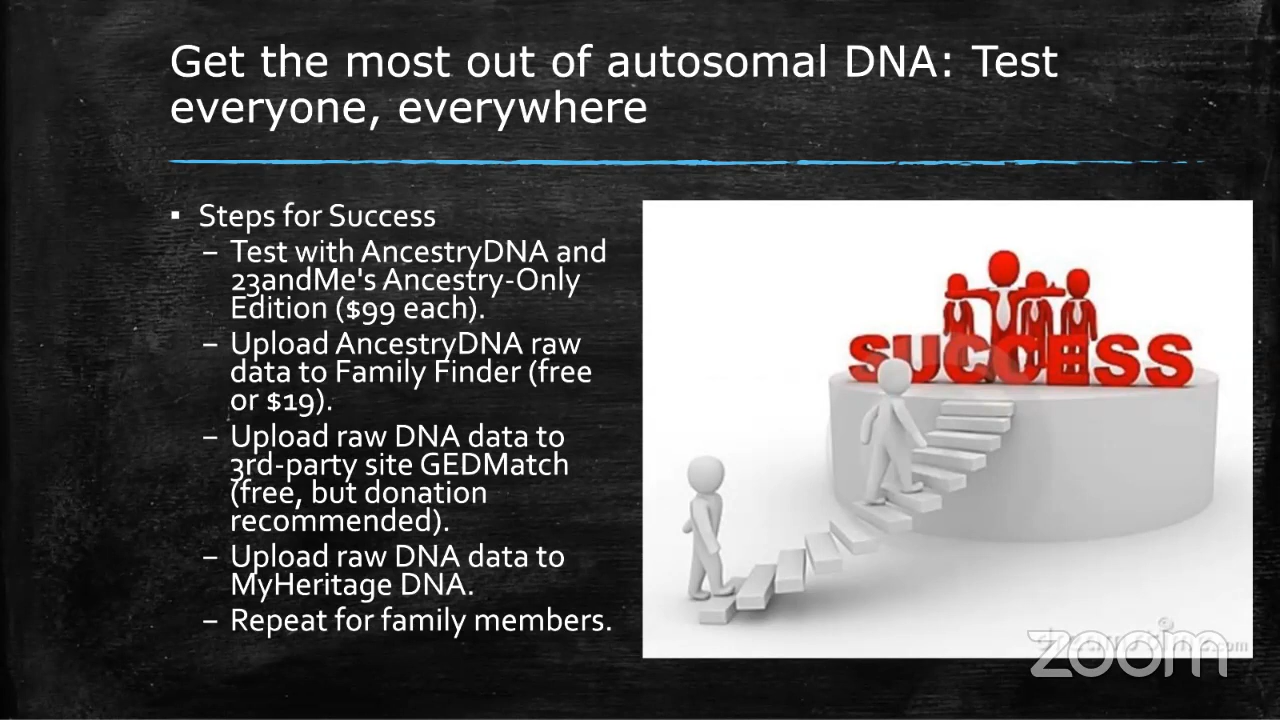 Get the most out of autosomal DNA: Test
everyone, everywhere
▪ Steps for Success
– Test with AncestryDNA and
23andMe's Ancestry-Only
Edition ($99 each).
– Upload AncestryDNA raw
data to Family Finder (free
or $19).
– Upload raw DNA data to
3rd-party site GEDMatch
(free, but donation
recommended).
– Upload raw DNA data to
MyHeritage DNA.
– Repeat for family members.
SUCCESS
zoom